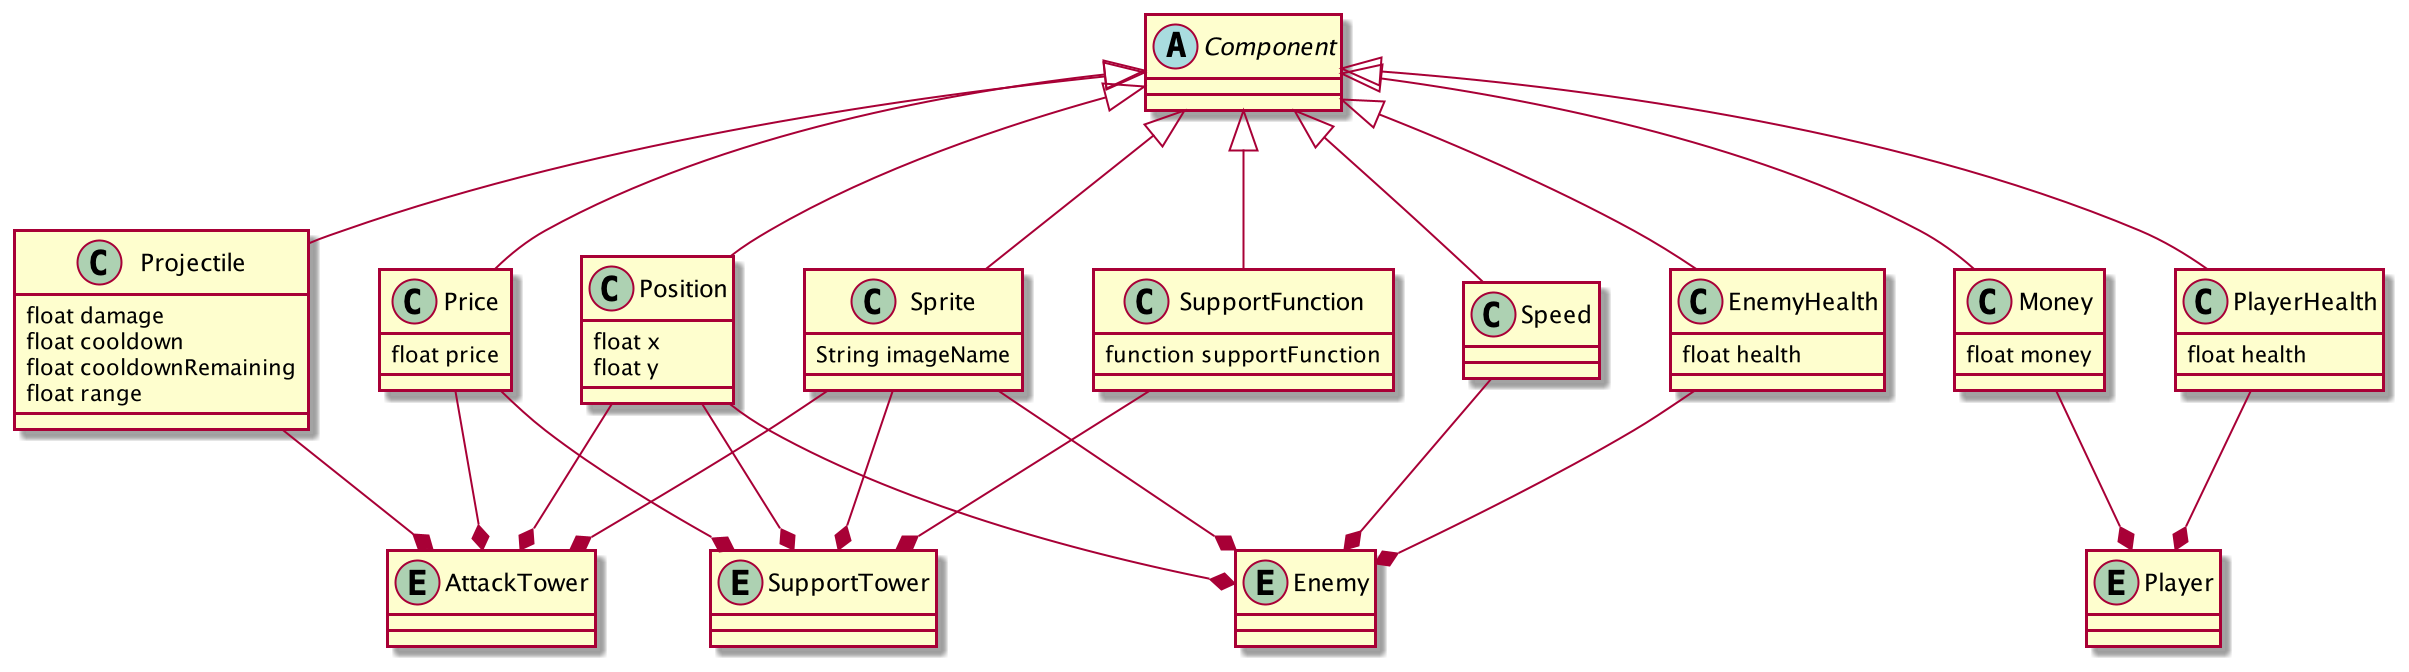 A Component
C Projectile
float damage
float cooldown
float cooldownRemaining
float range
C Price
float price
C Position
float x
float y
C Sprite
String imageName
C SupportFunction
function supportFunction
C Speed
C EnemyHealth
float health
C Money
float money
C PlayerHealth
float health
E AttackTower
E SupportTower
E Enemy
E Player